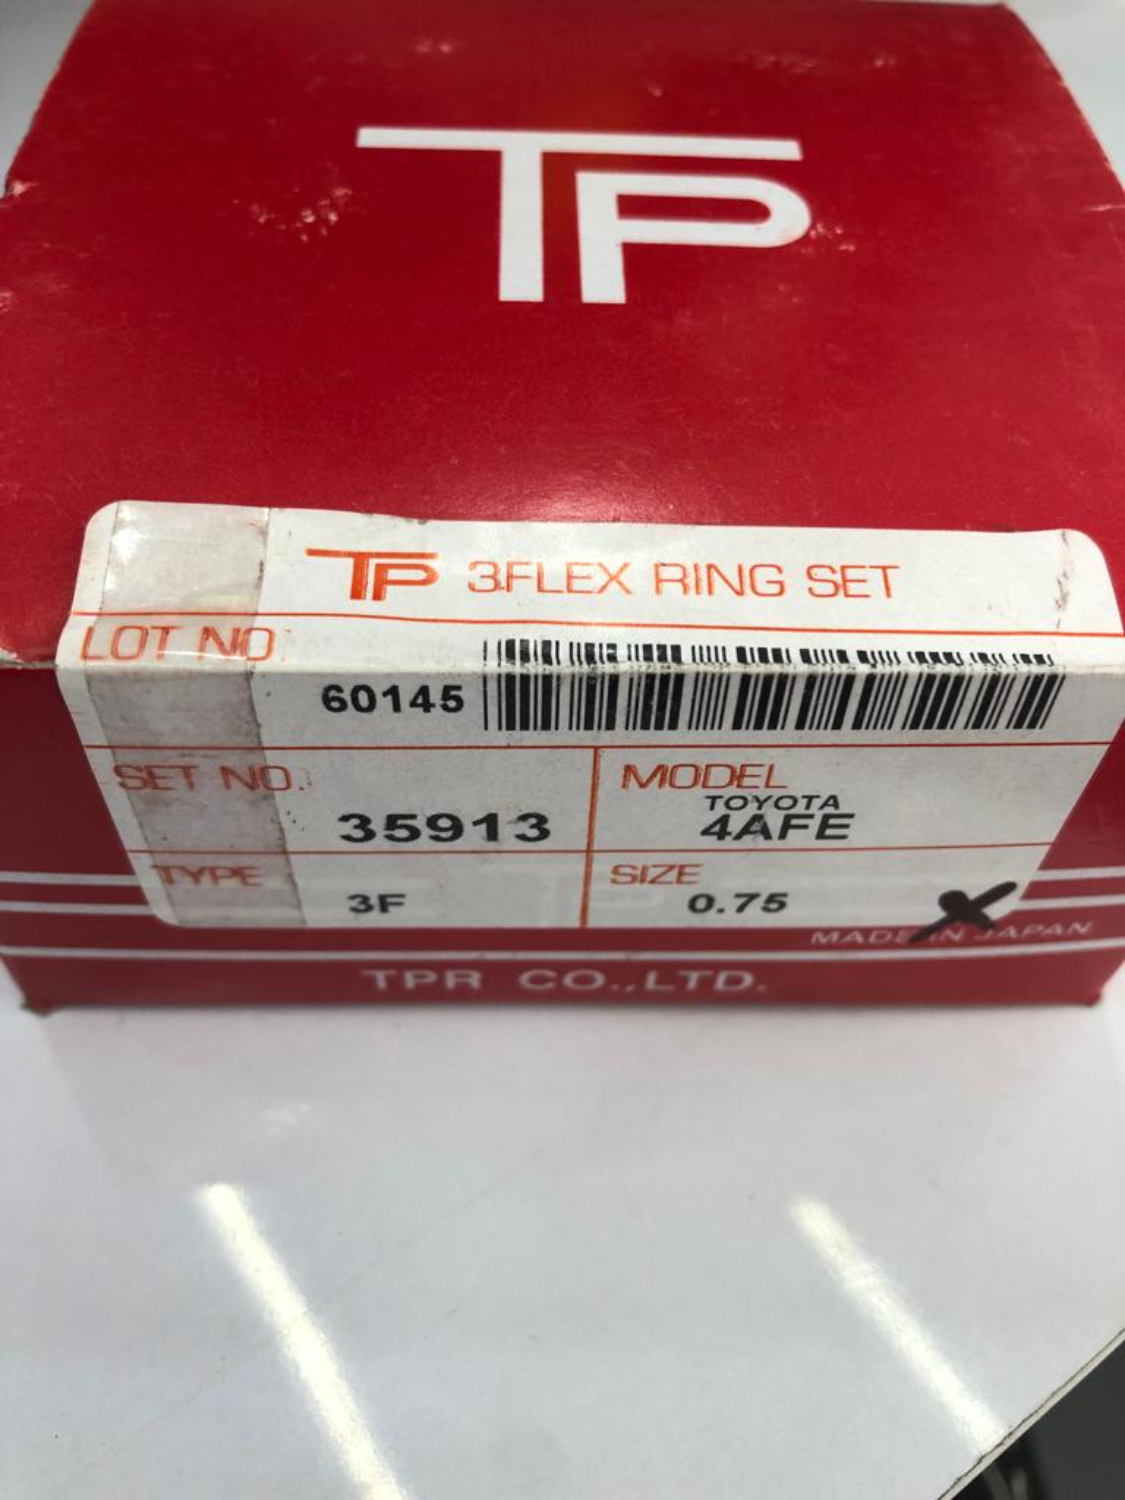 TP
TP 3FLEX RING SET
LOT NO.
60145
SET NO.
35913
MODEL
TOYOTA
4AFE
TYPE
3F
SIZE
0.75
MADE IN JAPAN
TPR CO.,LTD.